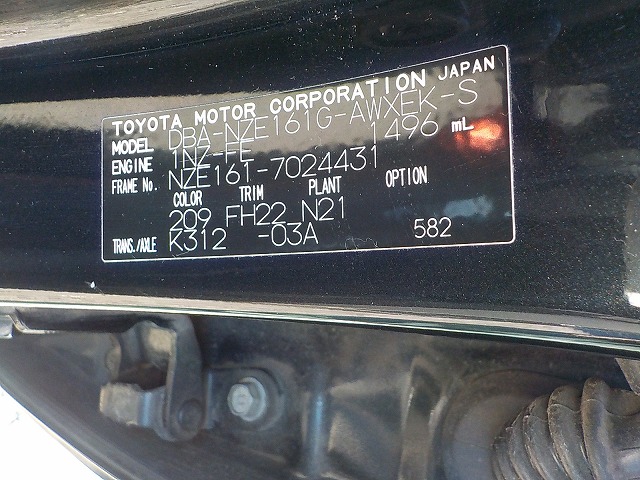 TOYOTA MOTOR CORPORATION JAPAN
MODEL DBA-NZE161G-AWXEK-S
ENGINE 1NZ-FE 1496 mL
FRAME No. NZE161-7024431
COLOR TRIM PLANT OPTION
209 FH22 N21
TRANS./AXLE K312 -03A 582